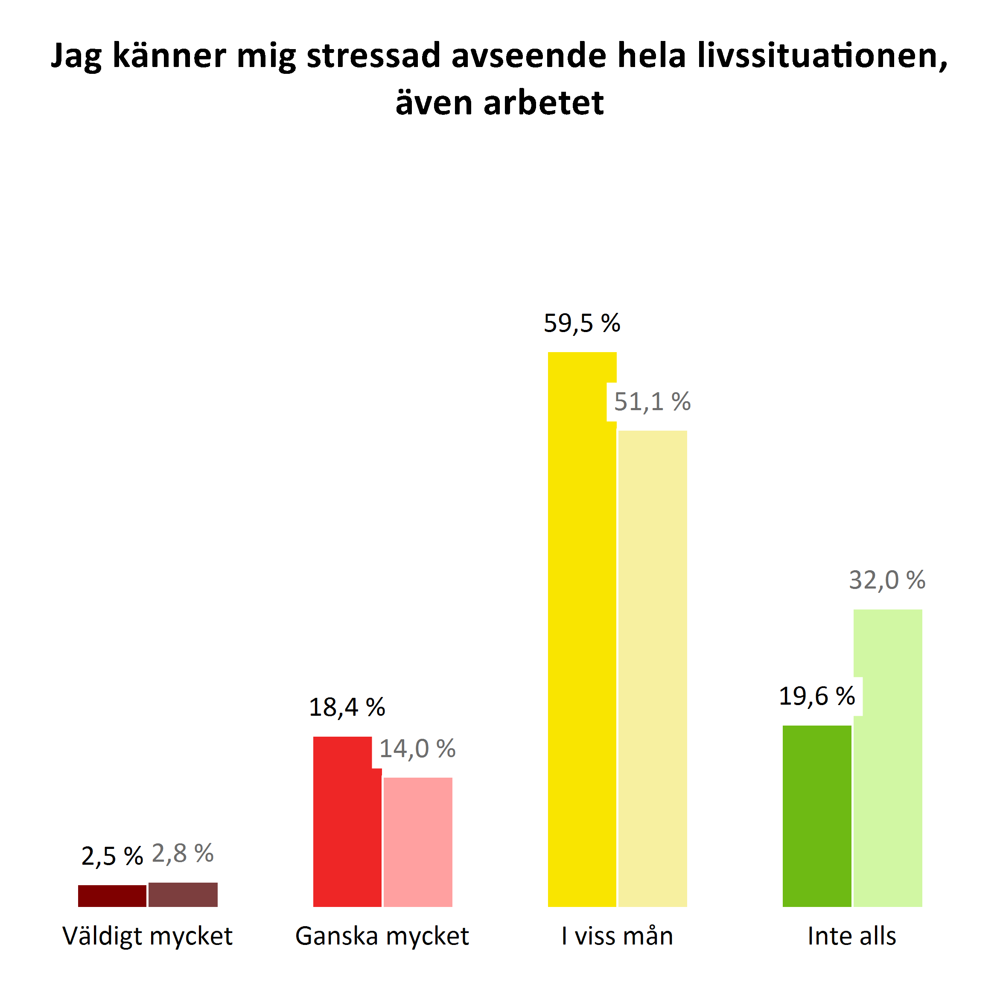 Jag känner mig stressad avseende hela livssituationen,
även arbetet
59,5 %
51,1 %
32,0 %
19,6 %
18,4 %
14,0 %
2,5 % 2,8 %
Väldigt mycket Ganska mycket I viss mån Inte alls